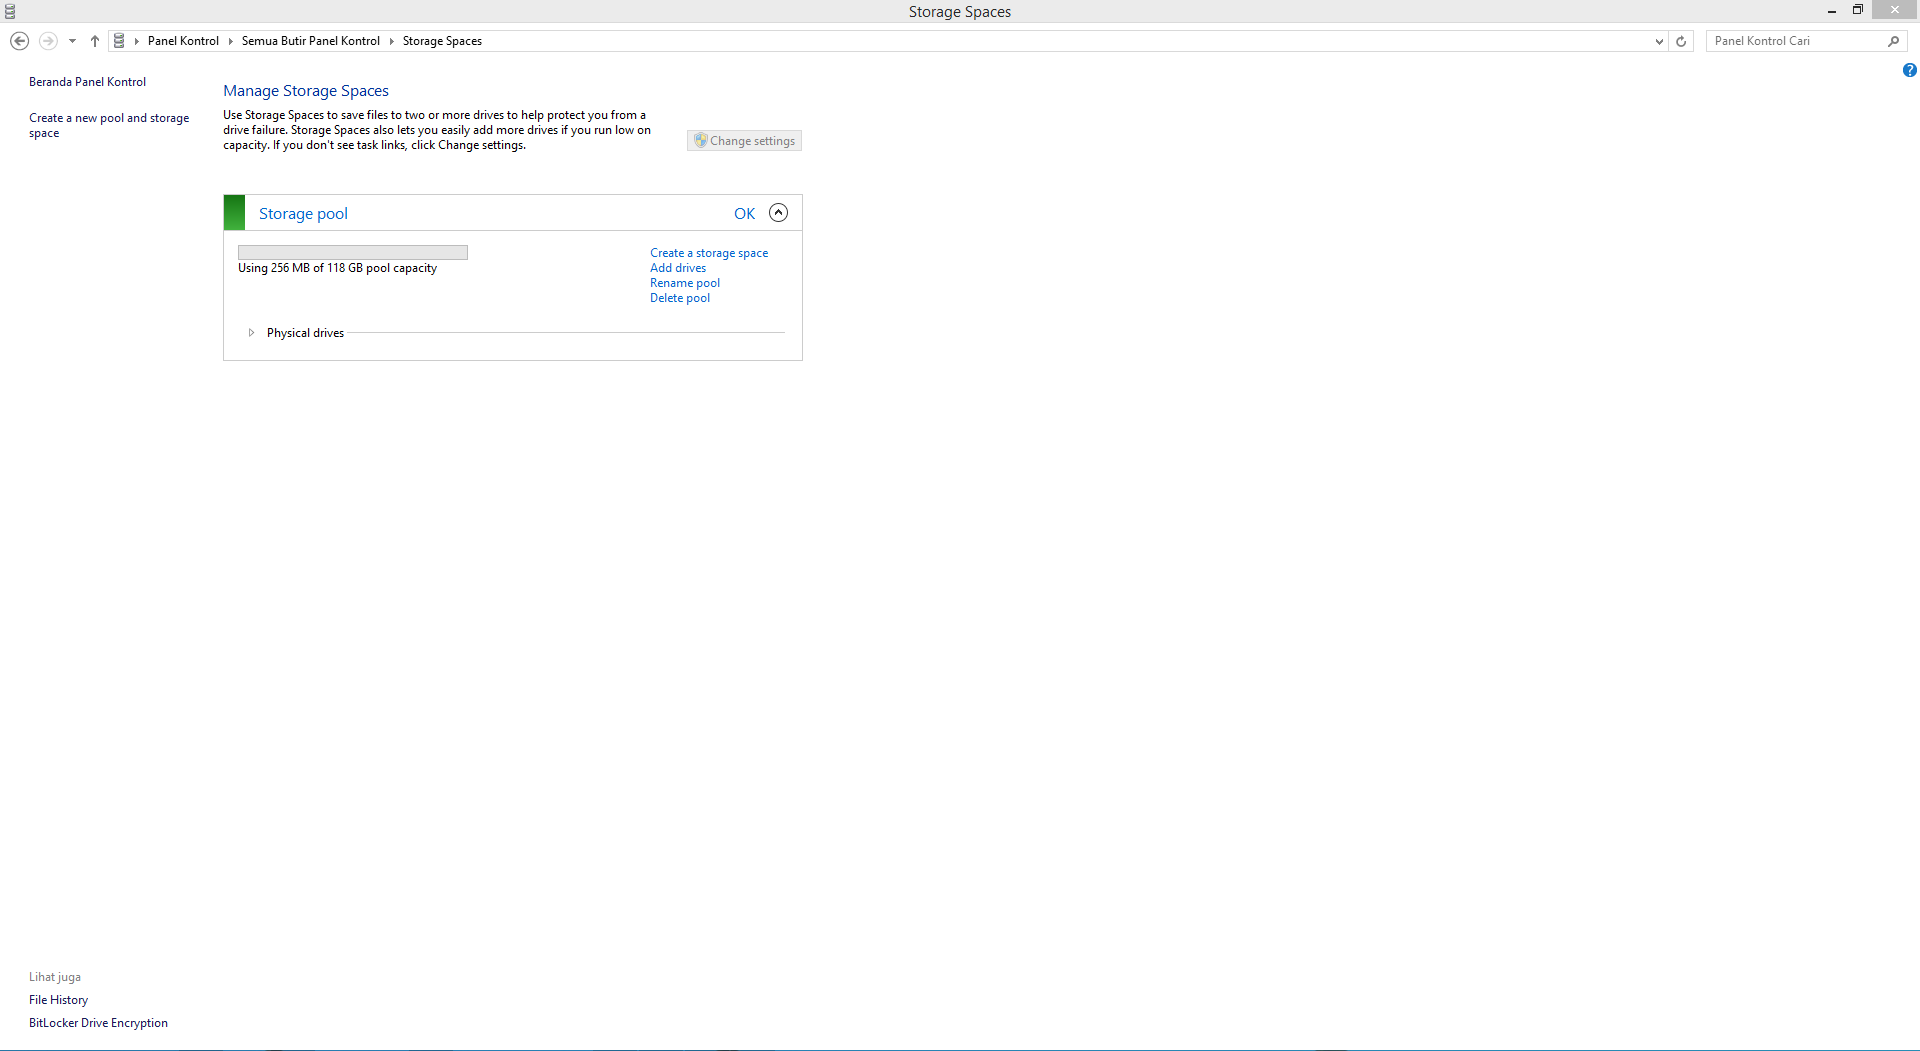 Storage Spaces
Panel Kontrol
Semua Butir Panel Kontrol
Storage Spaces
Panel Kontrol Cari
?
Beranda Panel Kontrol
Create a new pool and storage
space
Manage Storage Spaces
Use Storage Spaces to save files to two or more drives to help protect you from a
drive failure. Storage Spaces also lets you easily add more drives if you run low on
capacity. If you don't see task links, click Change settings.
Change settings
Storage pool
OK
Using 256 MB of 118 GB pool capacity
Create a storage space
Add drives
Rename pool
Delete pool
Physical drives
Lihat juga
File History
BitLocker Drive Encryption